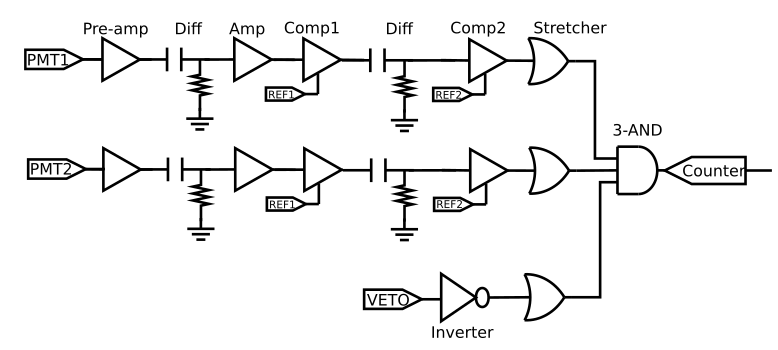 Pre-amp Diff Amp Comp1 Diff Comp2 Stretcher
PMT1
REF1 REF2
3-AND
PMT2 Counter
REF1 REF2
VETO
Inverter